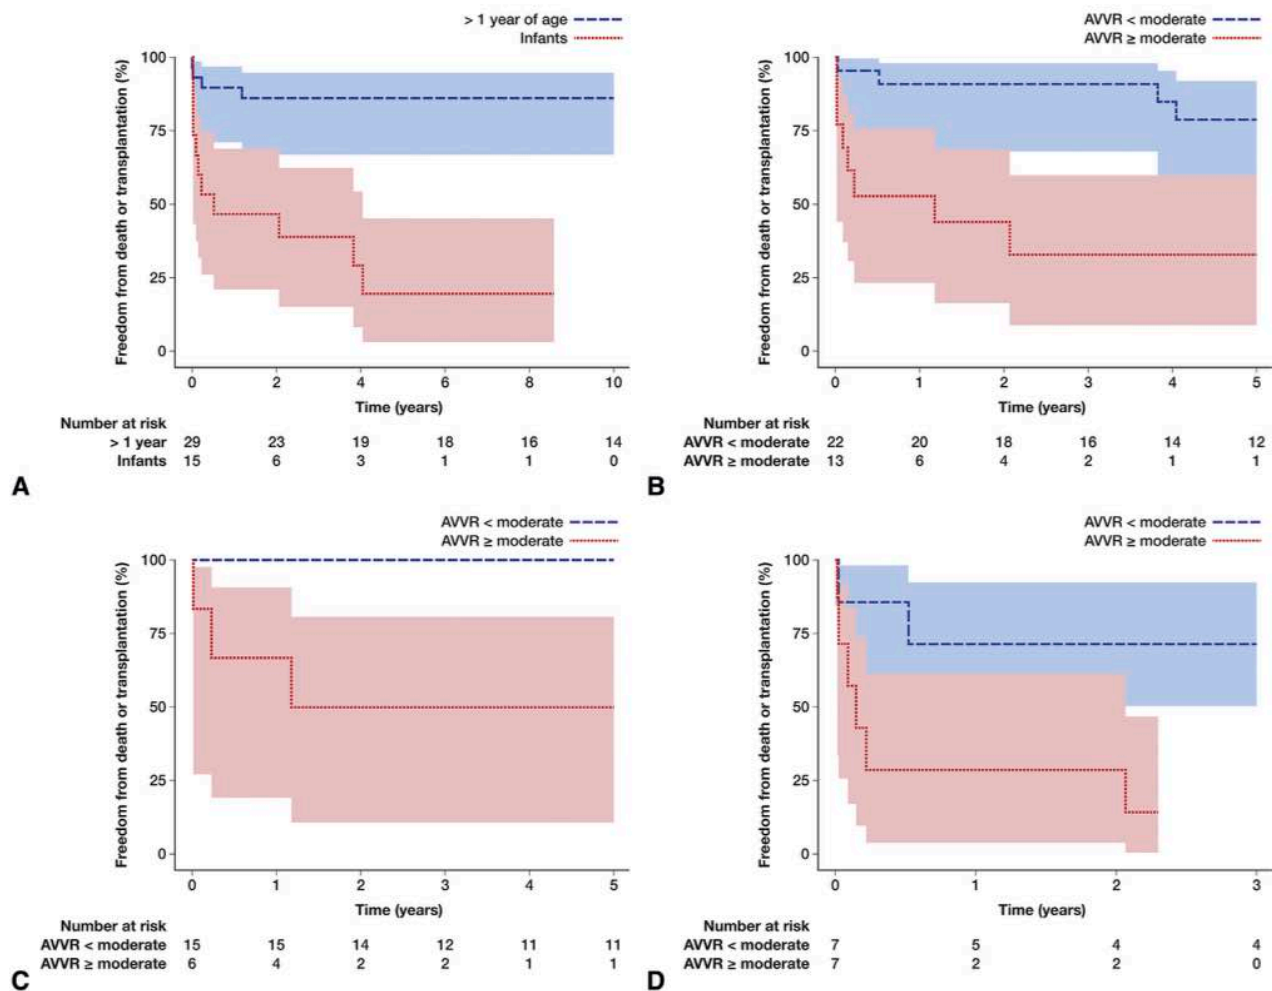 > 1 year of age
Infants
Freedom from death or transplantation (%)
100
75
50
25
0
0 2 4 6 8 10
Time (years)
Number at risk
> 1 year 29 23 19 18 16 14
Infants 15 6 3 1 1 0
A
AVVR < moderate
AVVR ≥ moderate
Freedom from death or transplantation (%)
100
75
50
25
0
0 1 2 3 4 5
Time (years)
Number at risk
AVVR < moderate 22 20 18 16 14 12
AVVR ≥ moderate 13 6 4 2 1 1
B
AVVR < moderate
AVVR ≥ moderate
Freedom from death or transplantation (%)
100
75
50
25
0
0 1 2 3 4 5
Time (years)
Number at risk
AVVR < moderate 15 15 14 12 11 11
AVVR ≥ moderate 6 4 2 2 1 1
C
AVVR < moderate
AVVR ≥ moderate
Freedom from death or transplantation (%)
100
75
50
25
0
0 1 2 3
Time (years)
Number at risk
AVVR < moderate 7 5 4 4
AVVR ≥ moderate 7 2 2 0
D